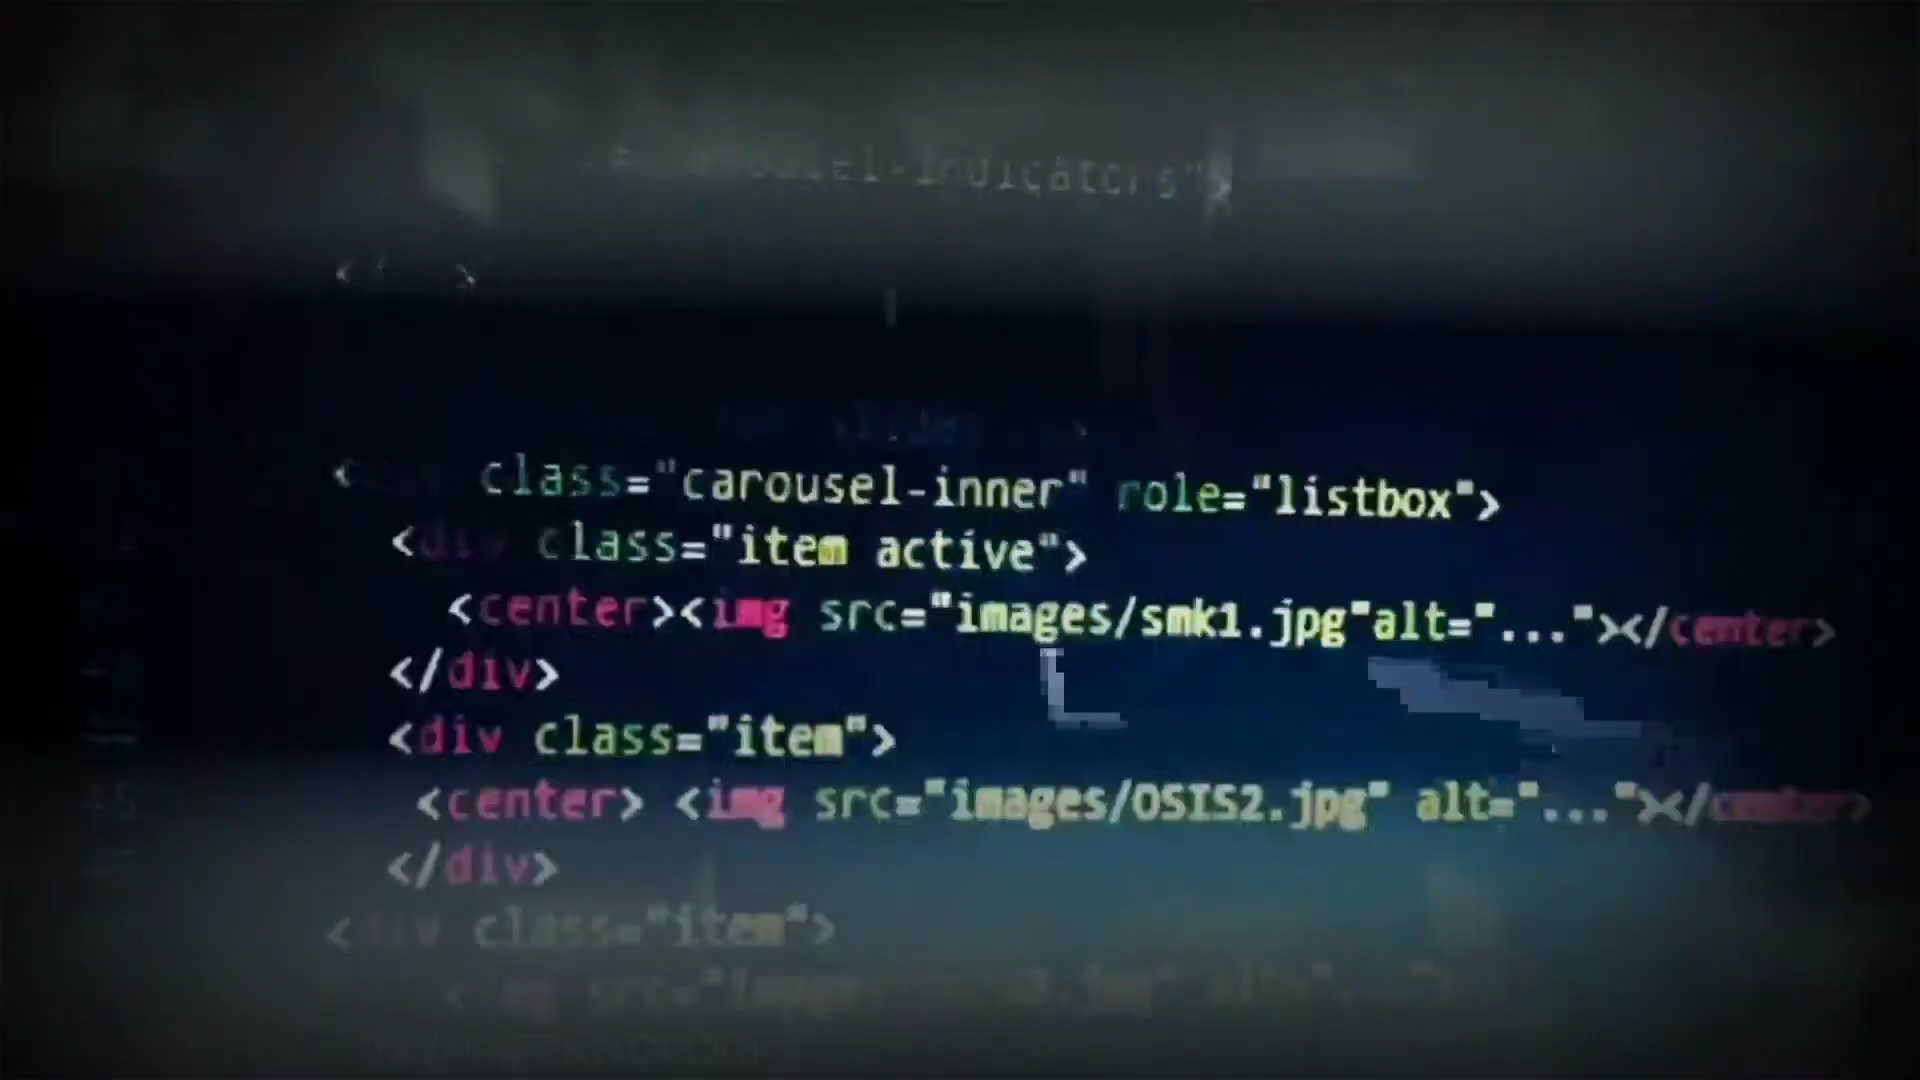 -indicators">
class="carousel-inner" role="listbox">
<div class="item active">
<center><img src="images/smk1.jpg"alt="..."></center>
</div>
<div class="item">
<center> <img src="images/OSIS2.jpg" alt="..."></center>
</div>
<div class="item">